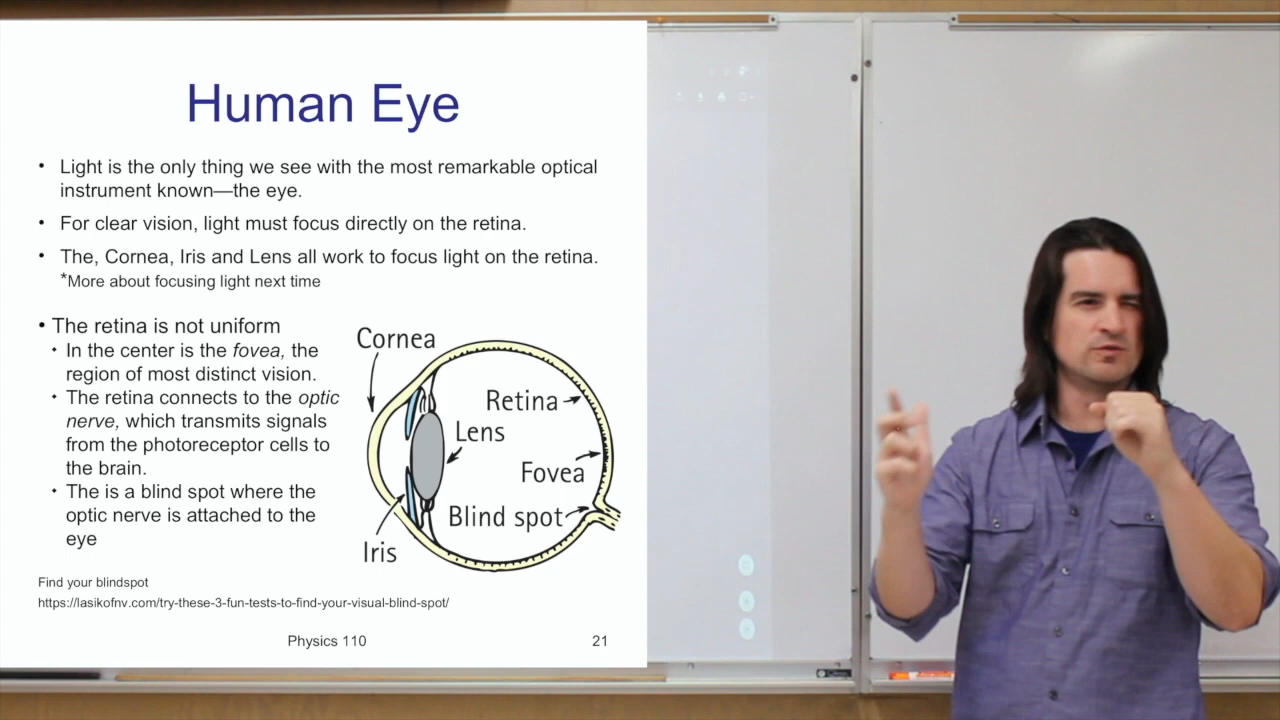 Human Eye
• Light is the only thing we see with the most remarkable optical
instrument known—the eye.
• For clear vision, light must focus directly on the retina.
• The, Cornea, Iris and Lens all work to focus light on the retina.
*More about focusing light next time
• The retina is not uniform
• In the center is the fovea, the
region of most distinct vision.
• The retina connects to the optic
nerve, which transmits signals
from the photoreceptor cells to
the brain.
• The is a blind spot where the
optic nerve is attached to the
eye
Cornea
Retina
Lens
Fovea
Blind spot
Iris
Find your blindspot
https://lasikofnv.com/try-these-3-fun-tests-to-find-your-visual-blind-spot/
Physics 110
21